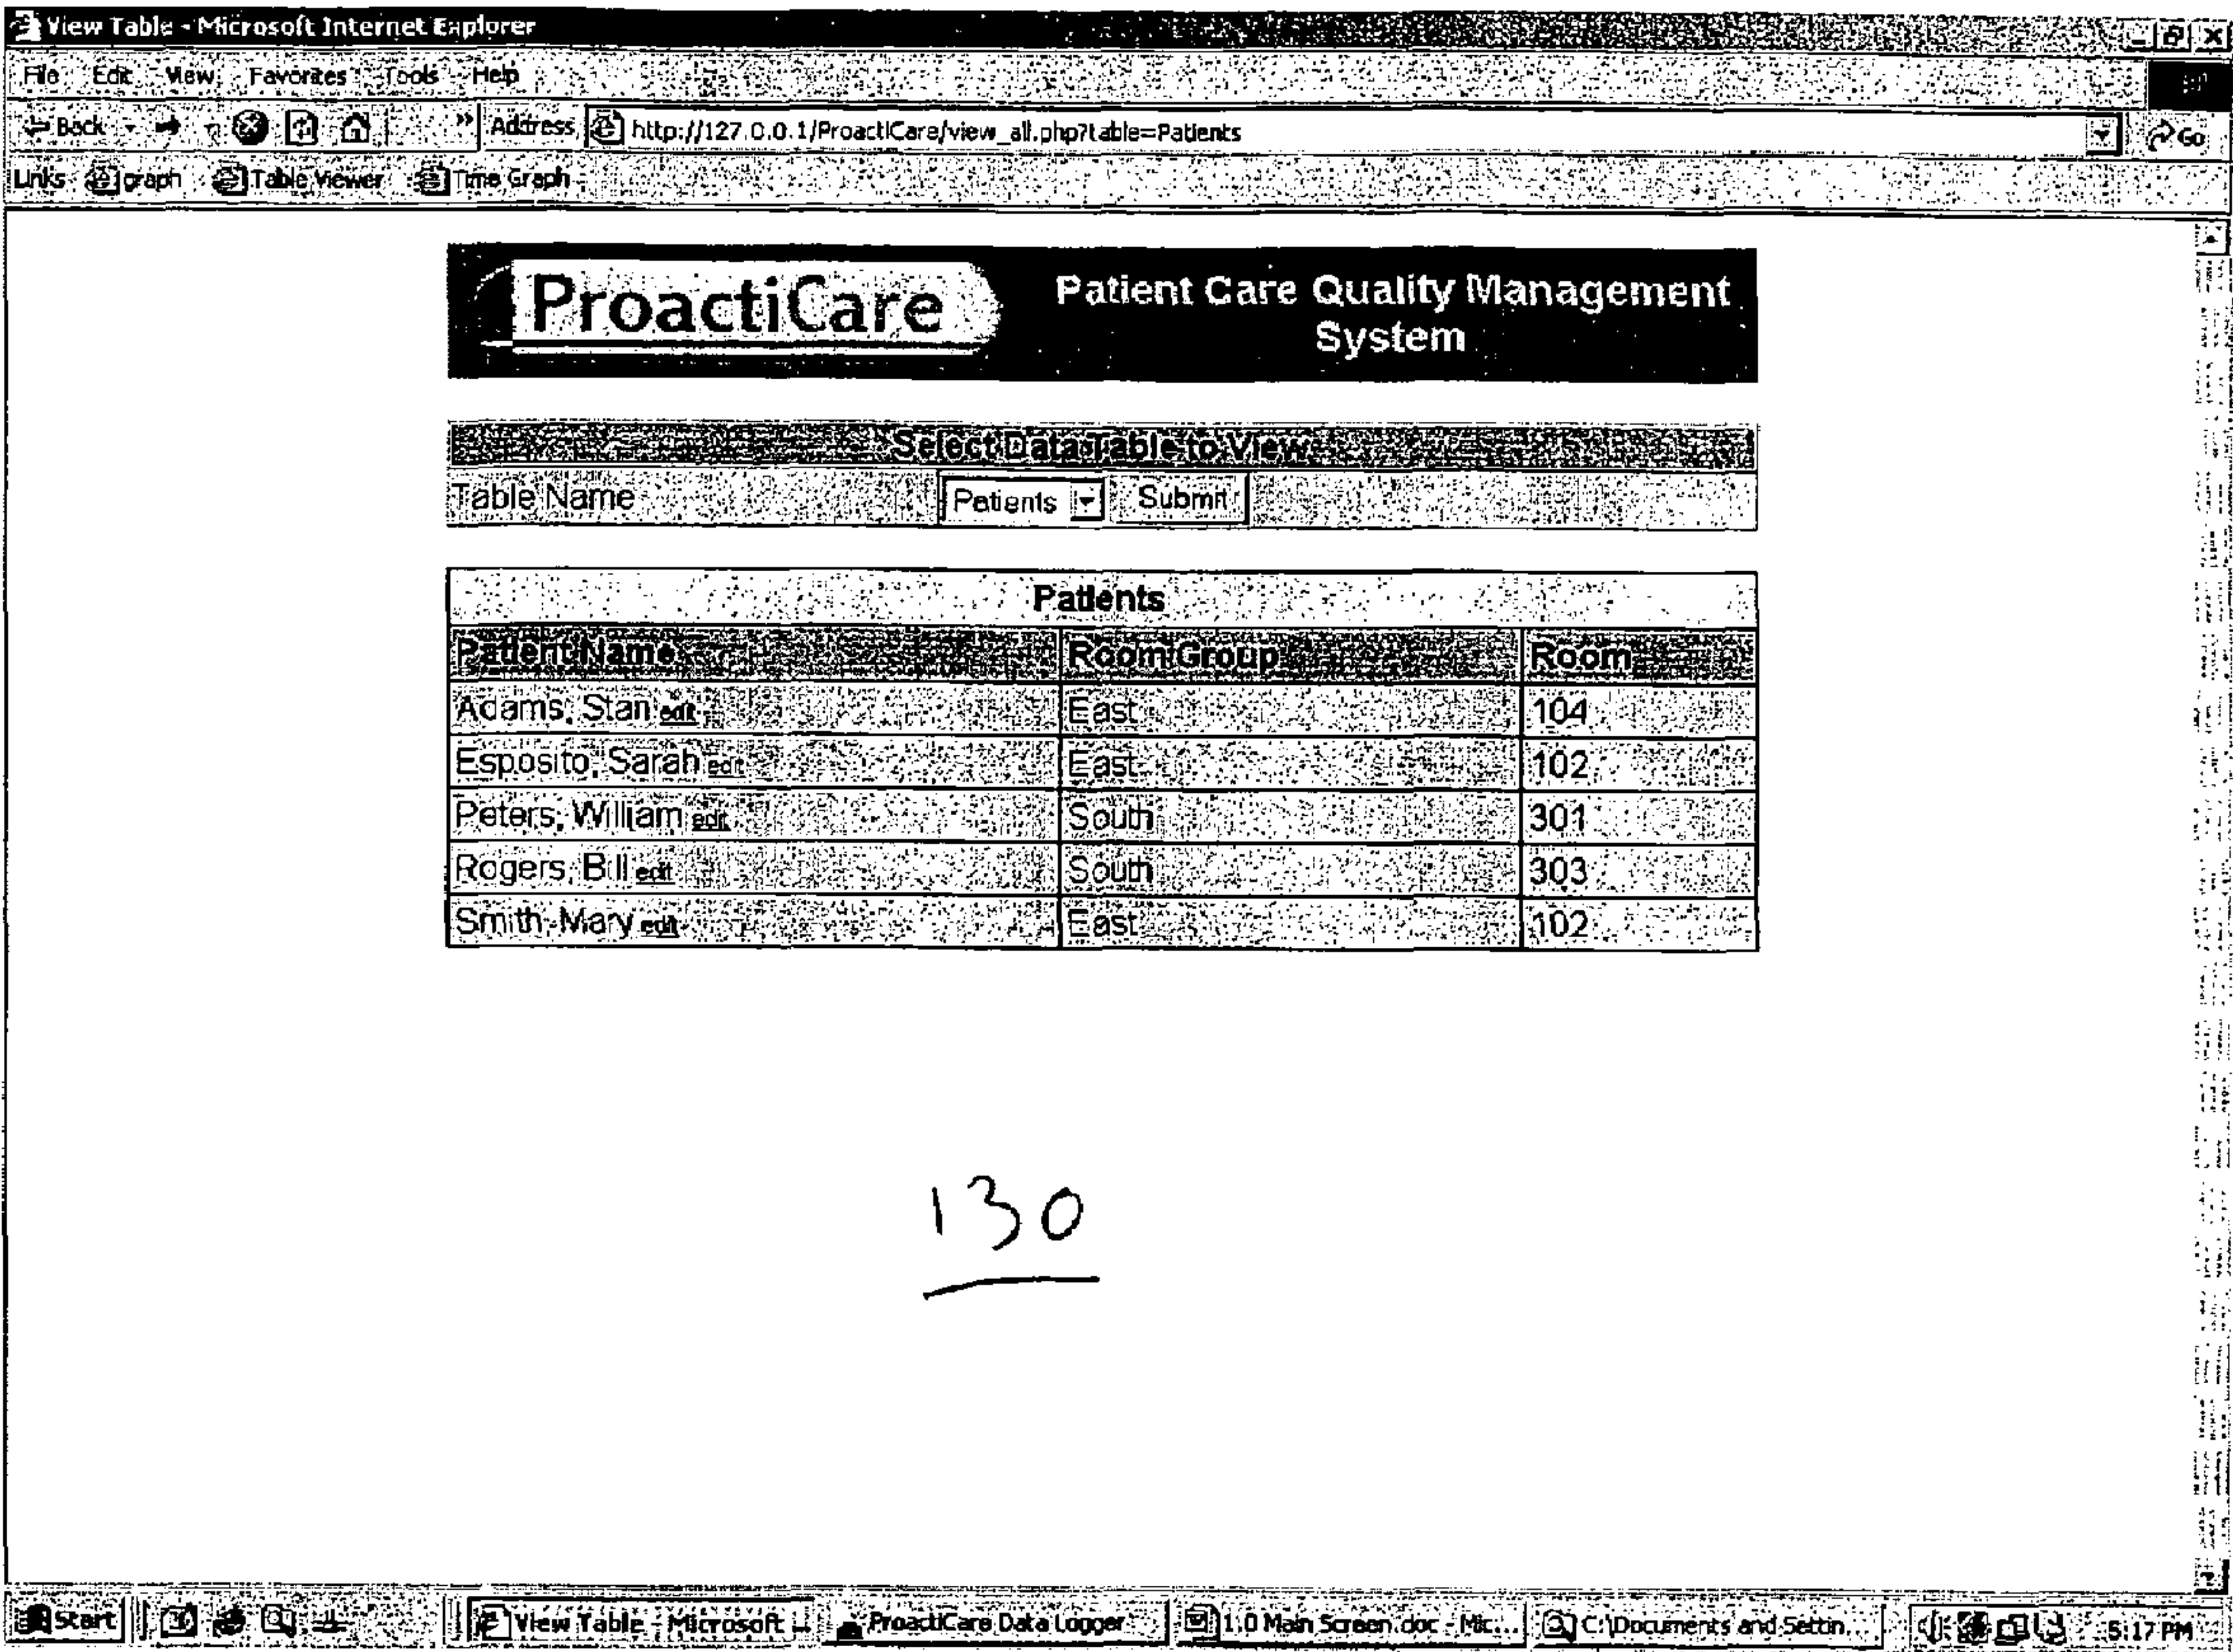 View Table - Microsoft Internet Explorer
File Edit View Favorites Tools Help
Back Address http://127.0.0.1/ProactiCare/view_all.php?table=Patients Go
Links graph Table Viewer Time Graph
ProactiCare
Patient Care Quality Management
System
Select Data Table to View
Table Name Patients Submit
Patients
Patient Name Room Group Room
Adams, Stan edit East 104
Esposito, Sarah edit East 102
Peters, William edit South 301
Rogers, Bill edit South 303
Smith, Mary edit East 102
130
Start View Table - Microsoft ... ProactiCare Data Logger 1.0 Main Screen.doc - Mic... C:\Documents and Settin... 5:17 PM